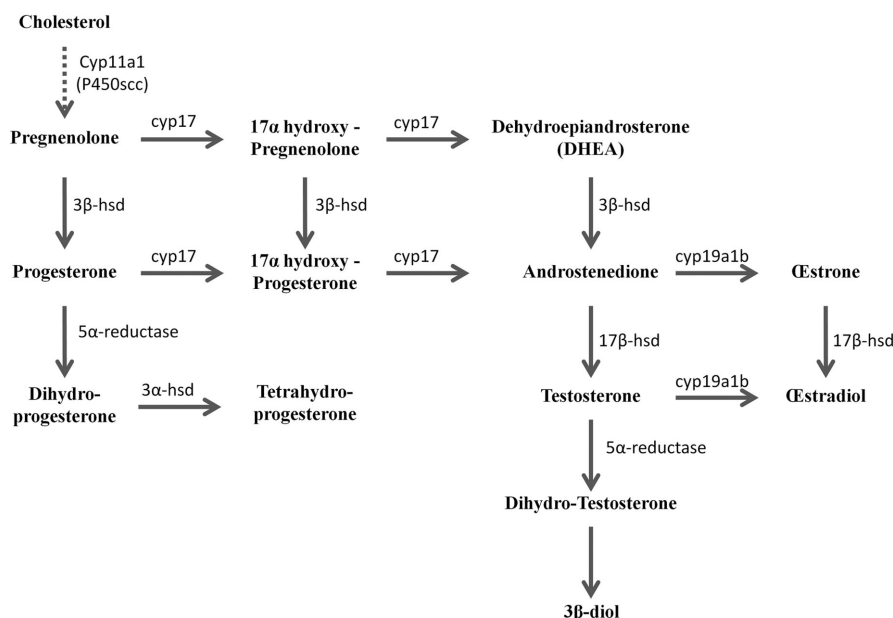 Cholesterol
Cyp11a1
(P450scc)
Pregnenolone
cyp17
17α hydroxy -
Pregnenolone
cyp17
Dehydroepiandrosterone
(DHEA)
3β-hsd
3β-hsd
3β-hsd
Progesterone
cyp17
17α hydroxy -
Progesterone
cyp17
Androstenedione
cyp19a1b
Œstrone
5α-reductase
17β-hsd
17β-hsd
Dihydro-
progesterone
3α-hsd
Tetrahydro-
progesterone
Testosterone
cyp19a1b
Œstradiol
5α-reductase
Dihydro-Testosterone
3ß-diol